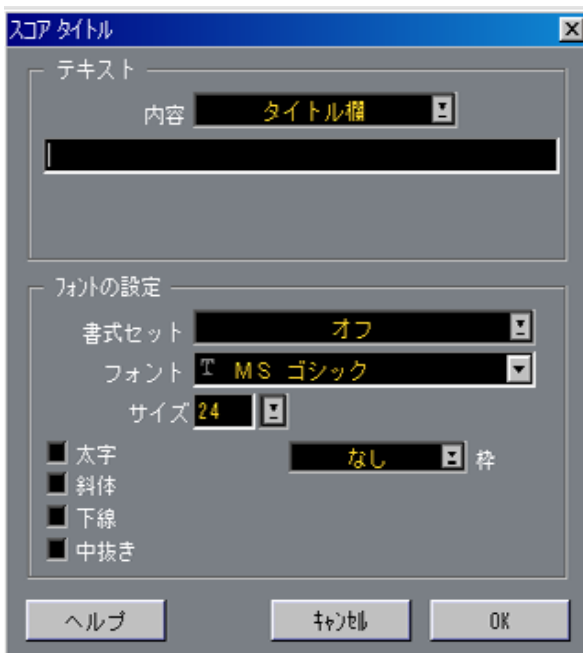 スコア タイトル
テキスト
内容 タイトル欄
フォントの設定
書式セット オフ
フォント T MS ゴシック
サイズ 24
太字 なし 枠
斜体
下線
中抜き
ヘルプ キャンセル OK